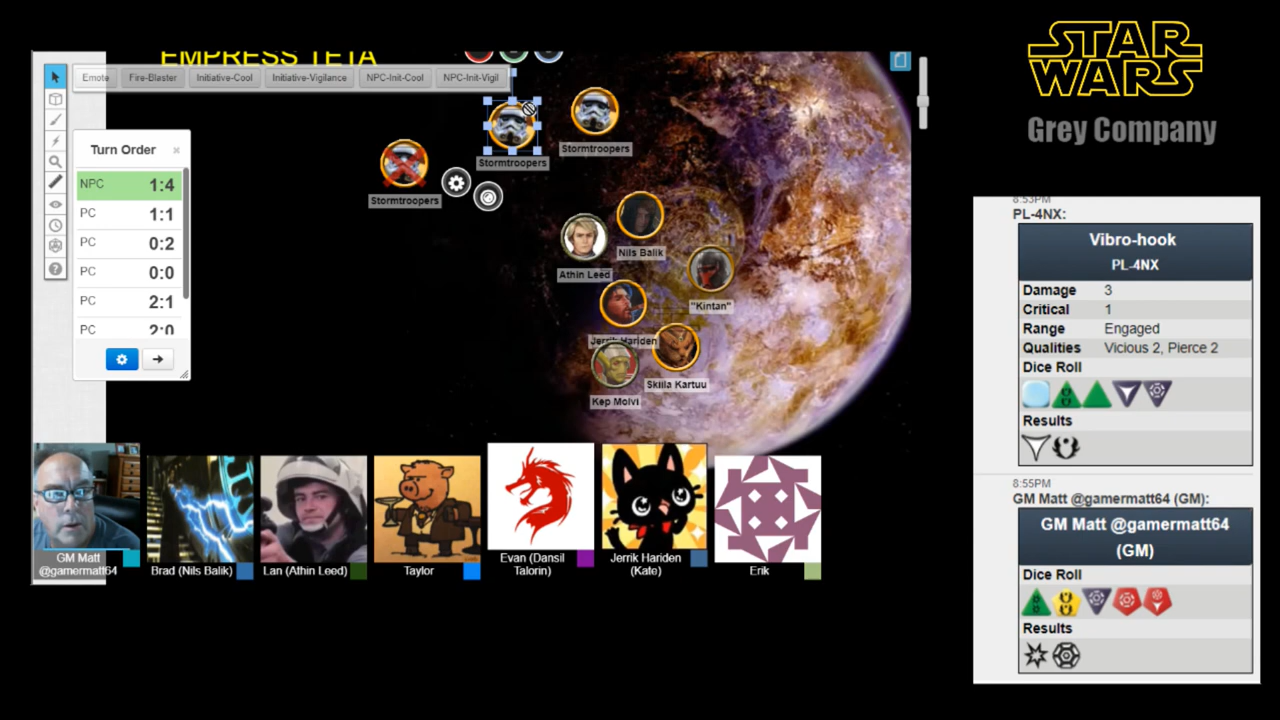 EMPRESS TETA
Emote
Fire-Blaster
Initiative-Cool
Initiative-Vigilance
NPC-Init-Cool
NPC-Init-Vigil
Turn Order
NPC 1:4
PC 1:1
PC 0:2
PC 0:0
PC 2:1
PC 2:0
Stormtroopers
Stormtroopers
Stormtroopers
Nils Balik
Athin Leed
"Kintan"
Jerrik Hariden
Skiila Kartuu
Kep Molvi
GM Matt
@gamermatt64
Brad (Nils Balik)
Lan (Athin Leed)
Taylor
Evan (Dansil
Talorin)
Jerrik Hariden
(Kate)
Erik
STAR
WARS
Grey Company
8:53PM
PL-4NX:
Vibro-hook
PL-4NX
Damage 3
Critical 1
Range Engaged
Qualities Vicious 2, Pierce 2
Dice Roll
Results
8:55PM
GM Matt @gamermatt64 (GM):
GM Matt @gamermatt64
(GM)
Dice Roll
Results